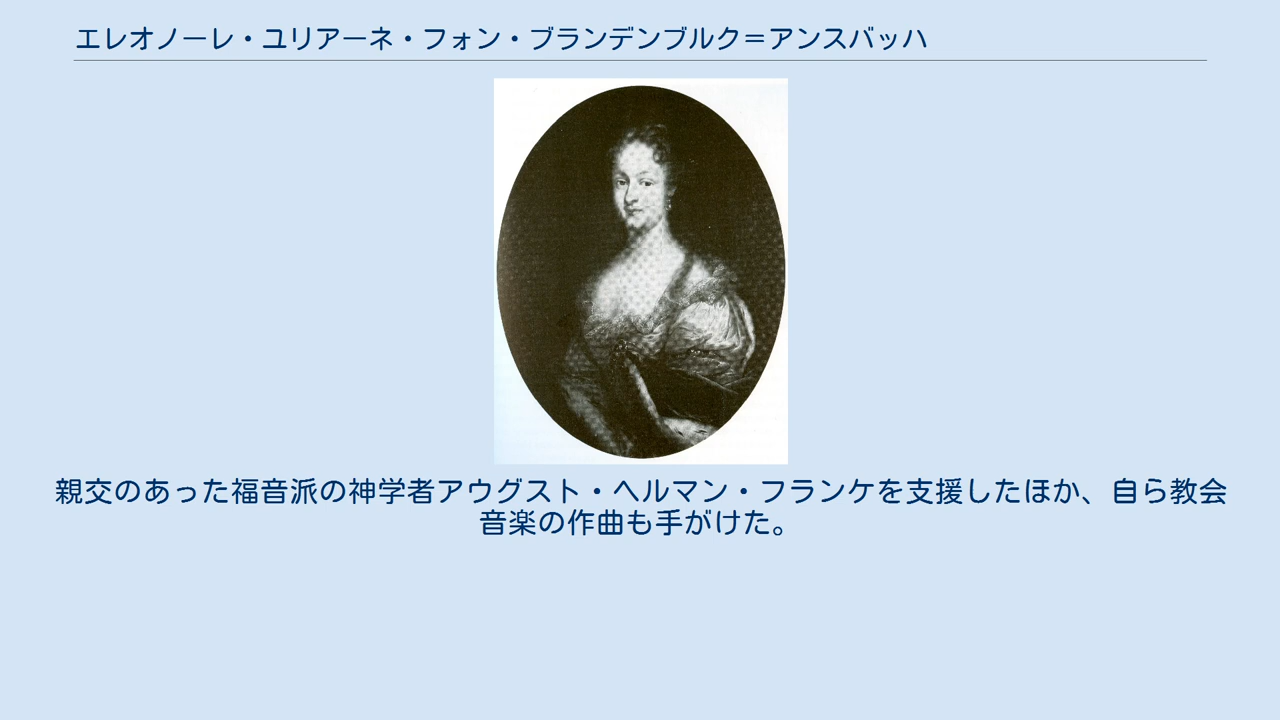 エレオノーレ・ユリアーネ・フォン・ブランデンブルク＝アンスバッハ
親交のあった福音派の神学者アウグスト・ヘルマン・フランケを支援したほか、自ら教会
音楽の作曲も手がけた。